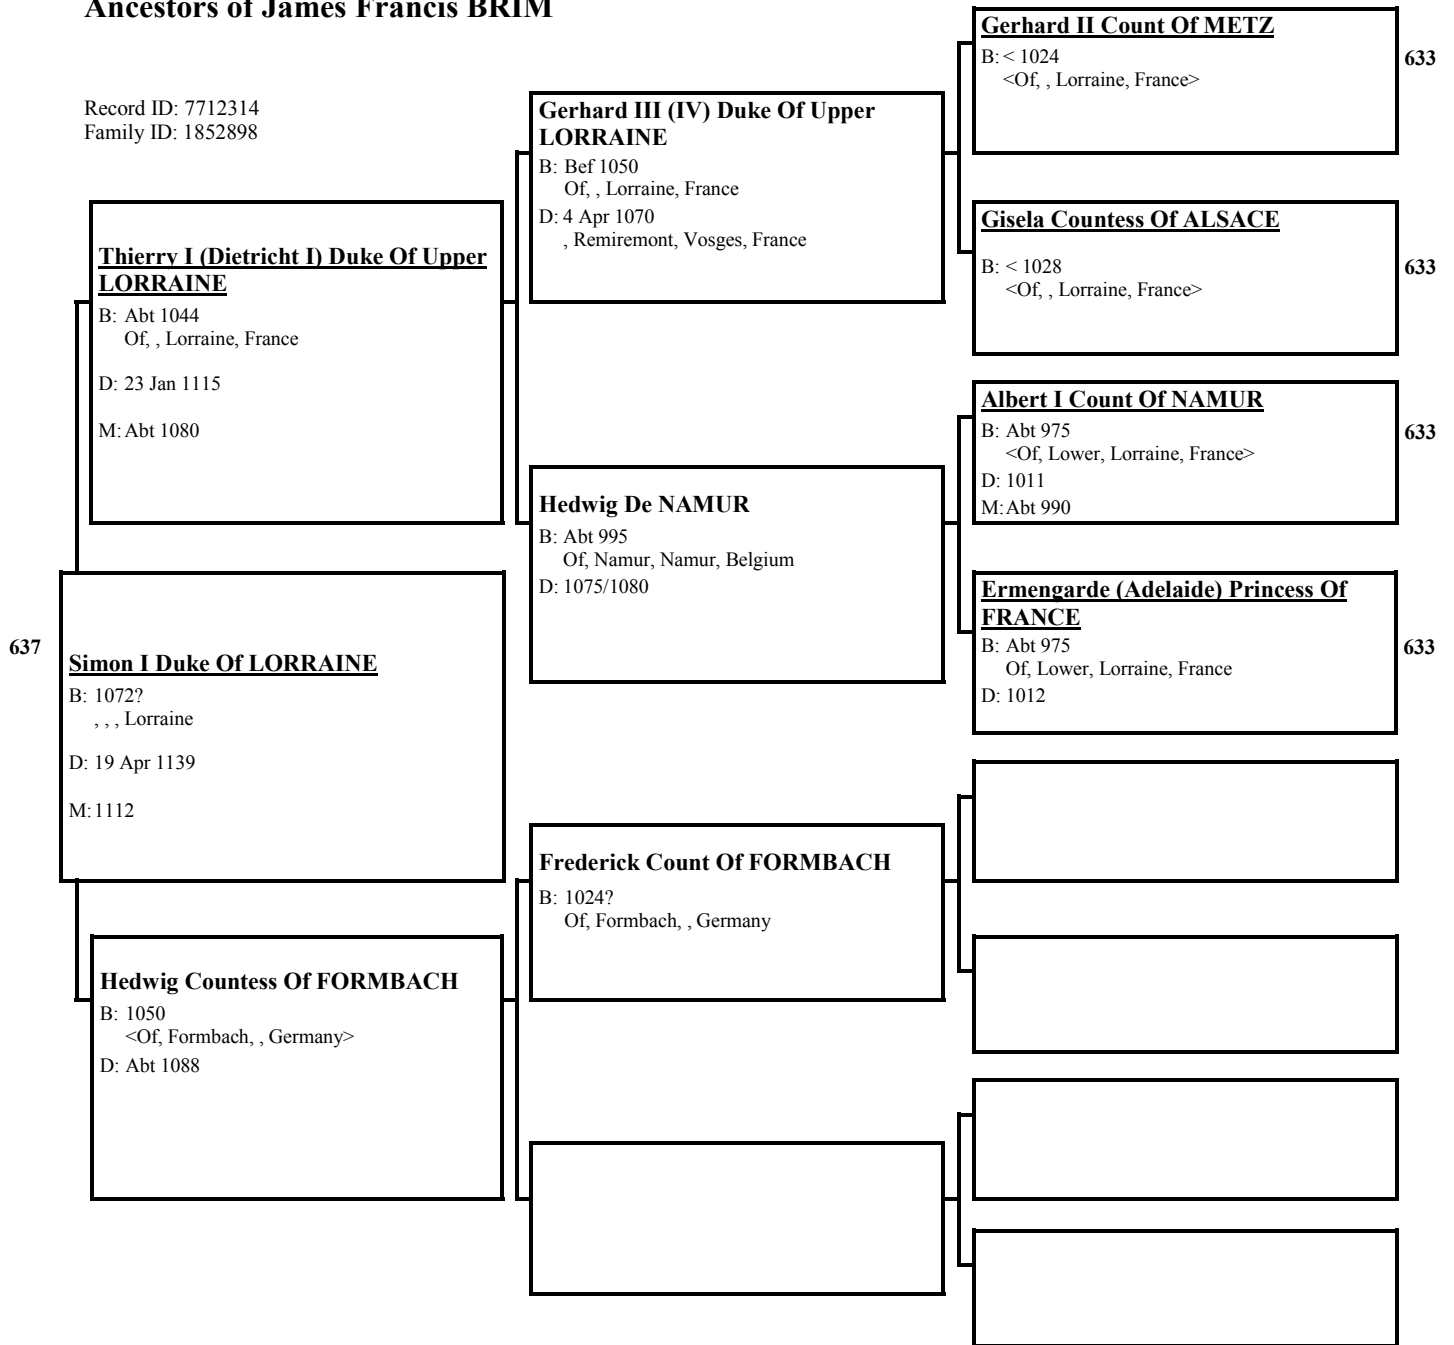 Ancestors of James Francis BRIM
Record ID: 7712314
Family ID: 1852898
637
Simon I Duke Of LORRAINE
B: 1072?
, , , Lorraine
D: 19 Apr 1139
M: 1112
Thierry I (Dietricht I) Duke Of Upper
LORRAINE
B: Abt 1044
Of, , Lorraine, France
D: 23 Jan 1115
M: Abt 1080
Hedwig Countess Of FORMBACH
B: 1050
<Of, Formbach, , Germany>
D: Abt 1088
Gerhard III (IV) Duke Of Upper
LORRAINE
B: Bef 1050
Of, , Lorraine, France
D: 4 Apr 1070
, Remiremont, Vosges, France
Hedwig De NAMUR
B: Abt 995
Of, Namur, Namur, Belgium
D: 1075/1080
Frederick Count Of FORMBACH
B: 1024?
Of, Formbach, , Germany
Gerhard II Count Of METZ
B: < 1024
<Of, , Lorraine, France>
633
Gisela Countess Of ALSACE
B: < 1028
<Of, , Lorraine, France>
633
Albert I Count Of NAMUR
B: Abt 975
<Of, Lower, Lorraine, France>
D: 1011
M: Abt 990
633
Ermengarde (Adelaide) Princess Of
FRANCE
B: Abt 975
Of, Lower, Lorraine, France
D: 1012
633